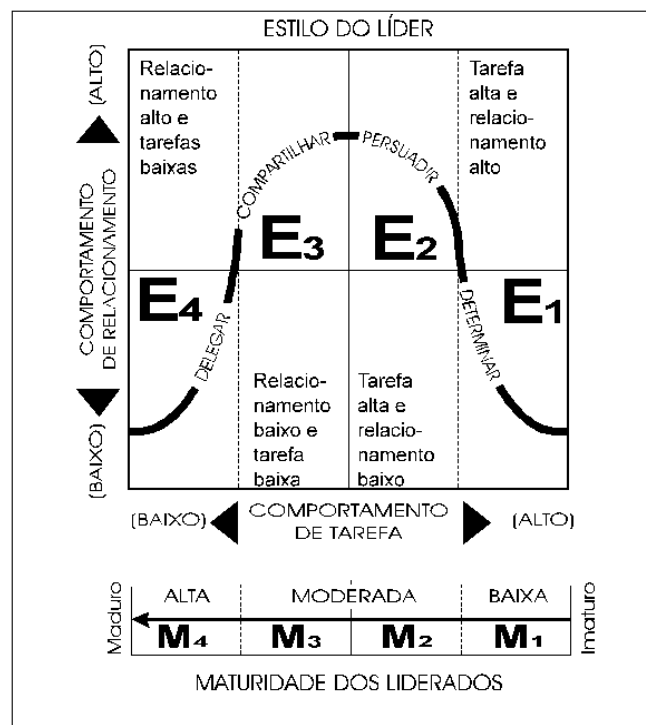 ESTILO DO LÍDER
(ALTO)
COMPORTAMENTO
DE RELACIONAMENTO
(BAIXO)
Relacio-
namento
alto e
tarefas
baixas
Tarefa
alta e
relacio-
namento
alto
COMPARTILHAR
PERSUADIR
E3
E2
E4
E1
DELEGAR
DETERMINAR
Relacio-
namento
baixo e
tarefa
baixa
Tarefa
alta e
relacio-
namento
baixo
(BAIXO)
COMPORTAMENTO
DE TAREFA
(ALTO)
Maduro
ALTA
MODERADA
BAIXA
Imaturo
M4
M3
M2
M1
MATURIDADE DOS LIDERADOS